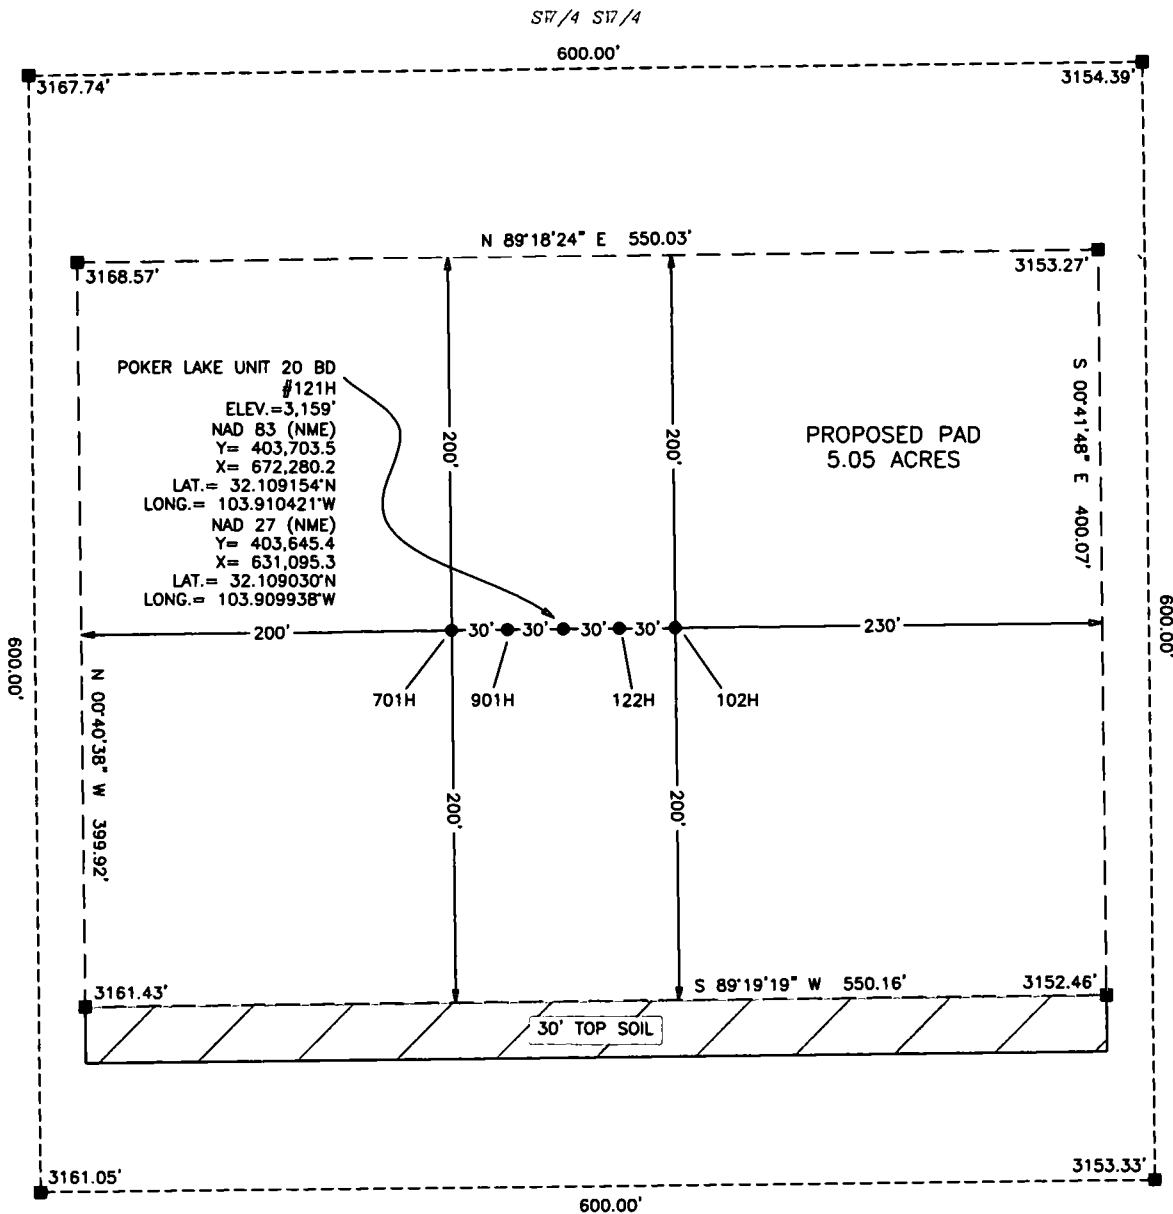 SW/4 SW/4
600.00'
3167.74'
3154.39'
N 89°18'24" E 550.03'
3168.57'
3153.27'
POKER LAKE UNIT 20 BD
#121H
ELEV.=3,159'
NAD 83 (NME)
Y= 403,703.5
X= 672,280.2
LAT.= 32.109154°N
LONG.= 103.910421°W
NAD 27 (NME)
Y= 403,645.4
X= 631,095.3
LAT.= 32.109030°N
LONG.= 103.909938°W
200'
200'
PROPOSED PAD
5.05 ACRES
S 00°41'48" E 400.07'
200'
30'
30'
30'
30'
230'
600.00'
600.00'
701H
901H
122H
102H
N 00°40'38" W 399.92'
200'
200'
3161.43'
S 89°19'19" W 550.16'
3152.46'
30' TOP SOIL
3161.05'
3153.33'
600.00'